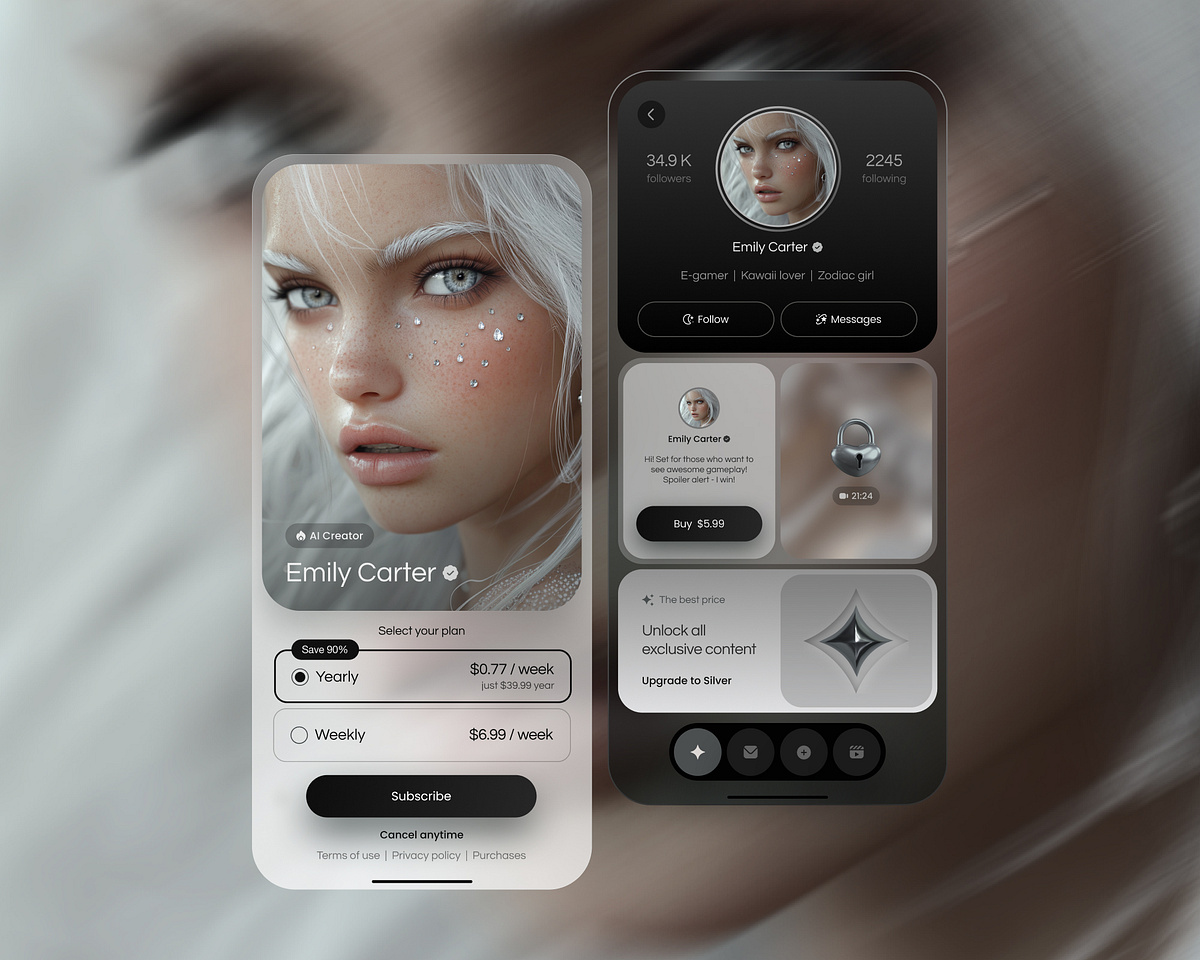 AI Creator
Emily Carter
Select your plan
Save 90%
Yearly
$0.77 / week
just $39.99 year
Weekly
$6.99 / week
Subscribe
Cancel anytime
Terms of use | Privacy policy | Purchases
34.9 K
followers
2245
following
Emily Carter
E-gamer | Kawaii lover | Zodiac girl
Follow
Messages
Emily Carter
Hi! Set for those who want to
see awesome gameplay!
Spoiler alert - I win!
Buy $5.99
21:24
The best price
Unlock all
exclusive content
Upgrade to Silver